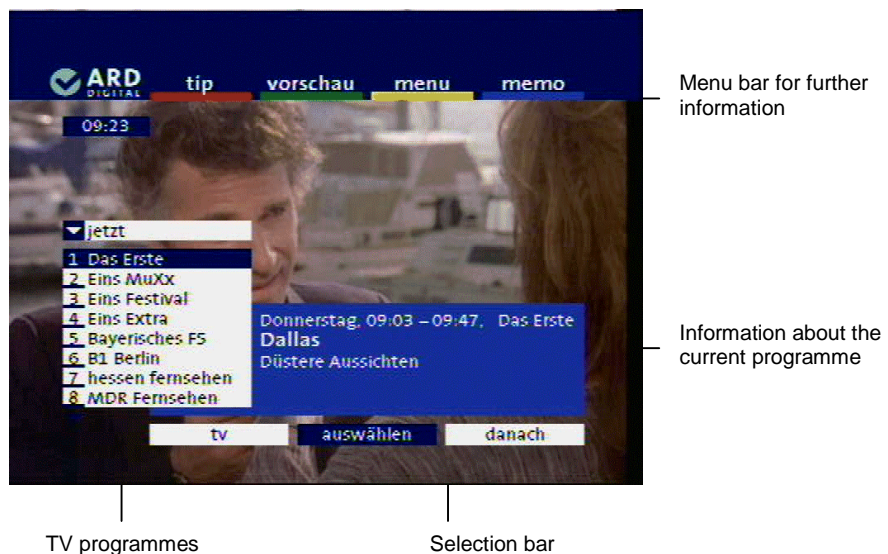 ARD
DIGITAL
tip vorschau menu memo
Menu bar for further
information
09:23
jetzt
1 Das Erste
2 Eins MuXx
3 Eins Festival
4 Eins Extra
5 Bayerisches FS
6 B1 Berlin
7 hessen fernsehen
8 MDR Fernsehen
Donnerstag, 09:03 – 09:47, Das Erste
Dallas
Düstere Aussichten
Information about the
current programme
tv auswählen danach
TV programmes
Selection bar